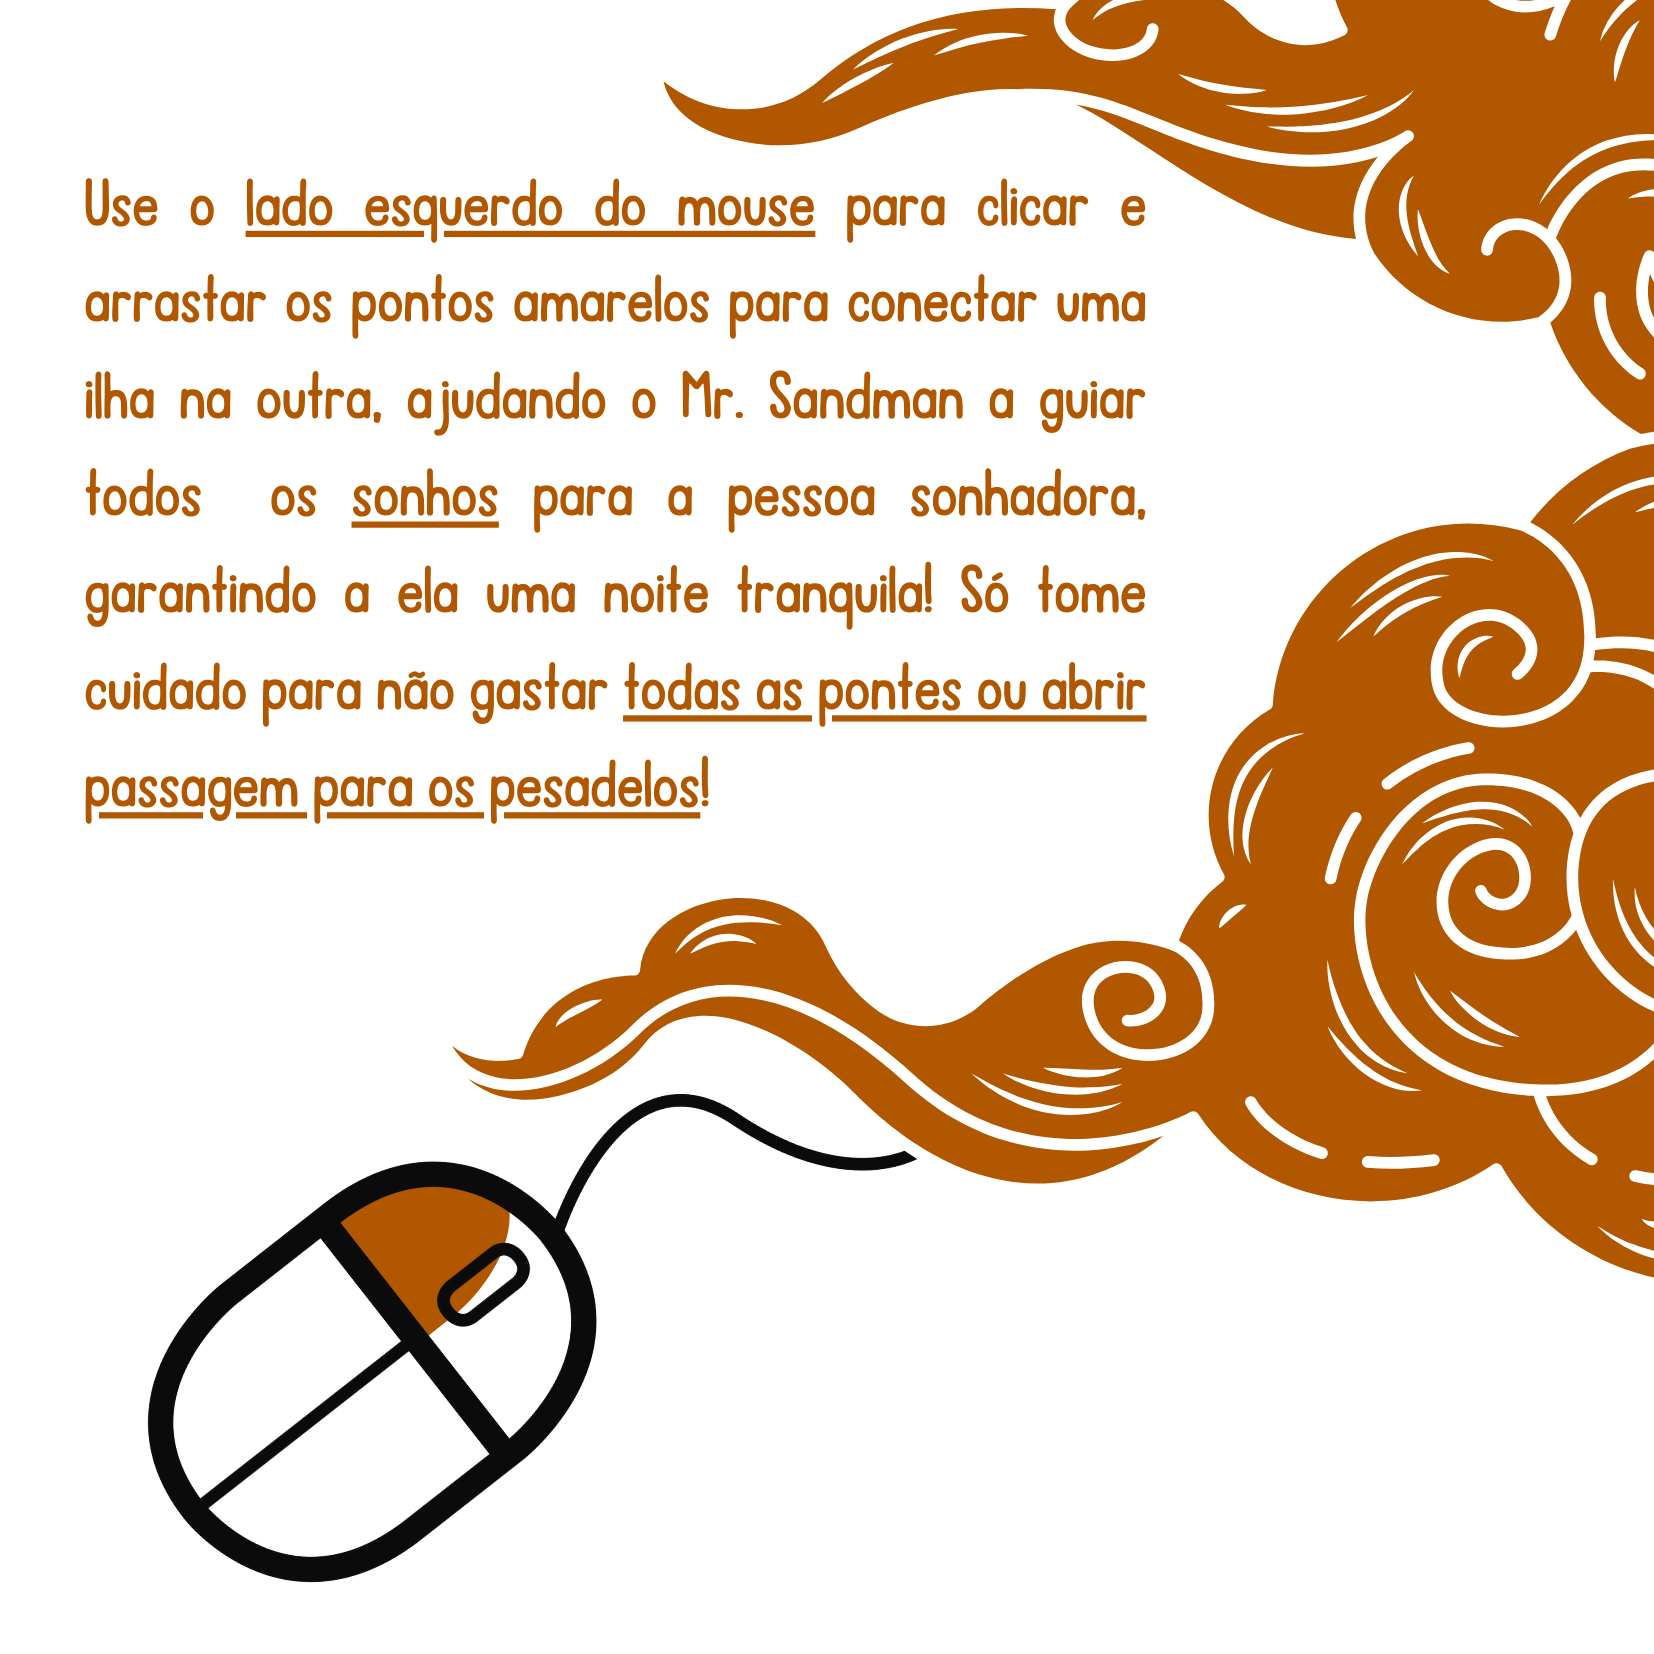 Use o lado esquerdo do mouse para clicar e
arrastar os pontos amarelos para conectar uma
ilha na outra, ajudando o Mr. Sandman a guiar
todos os sonhos para a pessoa sonhadora,
garantindo a ela uma noite tranquila! Só tome
cuidado para não gastar todas as pontes ou abrir
passagem para os pesadelos!